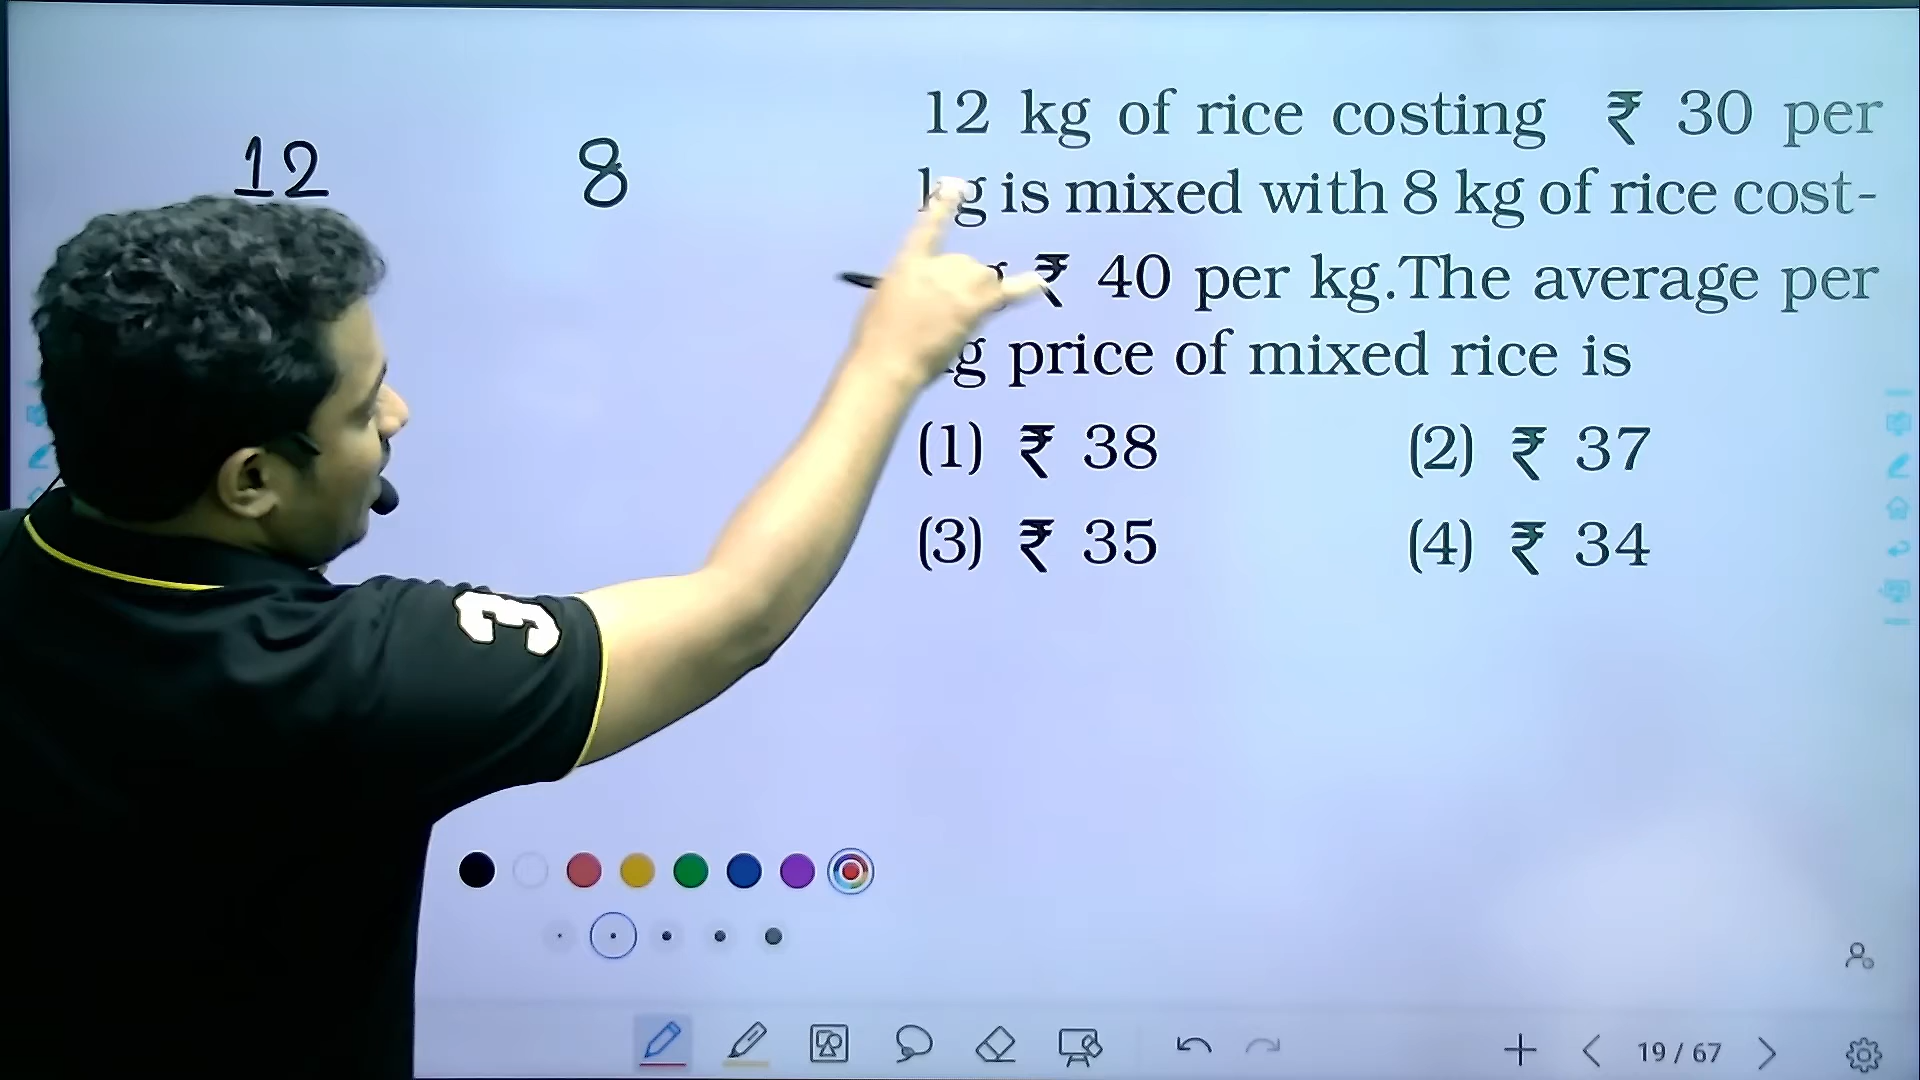 12 8
12 kg of rice costing ₹ 30 per
kg is mixed with 8 kg of rice cost-
₹ 40 per kg.The average per
price of mixed rice is
(1) ₹ 38 (2) ₹ 37
(3) ₹ 35 (4) ₹ 34
3
19 / 67